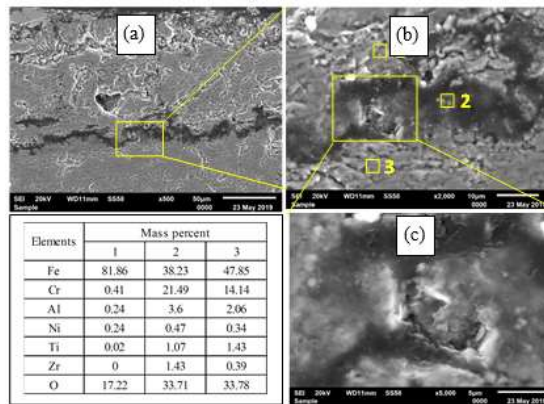 (a)
SEI 20kV WD11mm SS58 x500 50μm
Sample 0000 23 May 2019
(b)
2
3
SEI 20kV WD11mm SS58 x2,000 10μm
Sample 0000 23 May 2019
Elements Mass percent
1 2 3
Fe 81.86 38.23 47.85
Cr 0.41 21.49 14.14
Al 0.24 3.6 2.06
Ni 0.24 0.47 0.34
Ti 0.02 1.07 1.43
Zr 0 1.43 0.39
O 17.22 33.71 33.78
(c)
SEI 20kV WD11mm SS58 x5,000 5μm
Sample 0000 23 May 2019